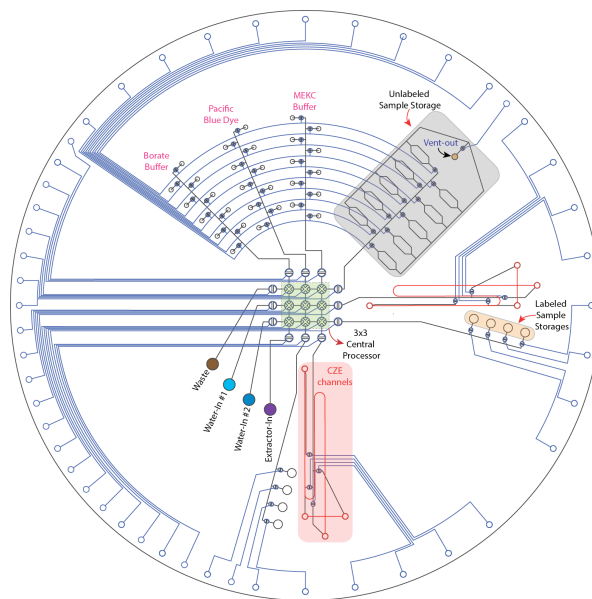 MEKC
Buffer
Unlabeled
Sample Storage
Pacific
Blue Dye
Vent-out
Borate
Buffer
Labeled
Sample
Storages
3x3
Central
Processor
CZE
channels
Waste
Water-In #1
Water-In #2
Extractor-In